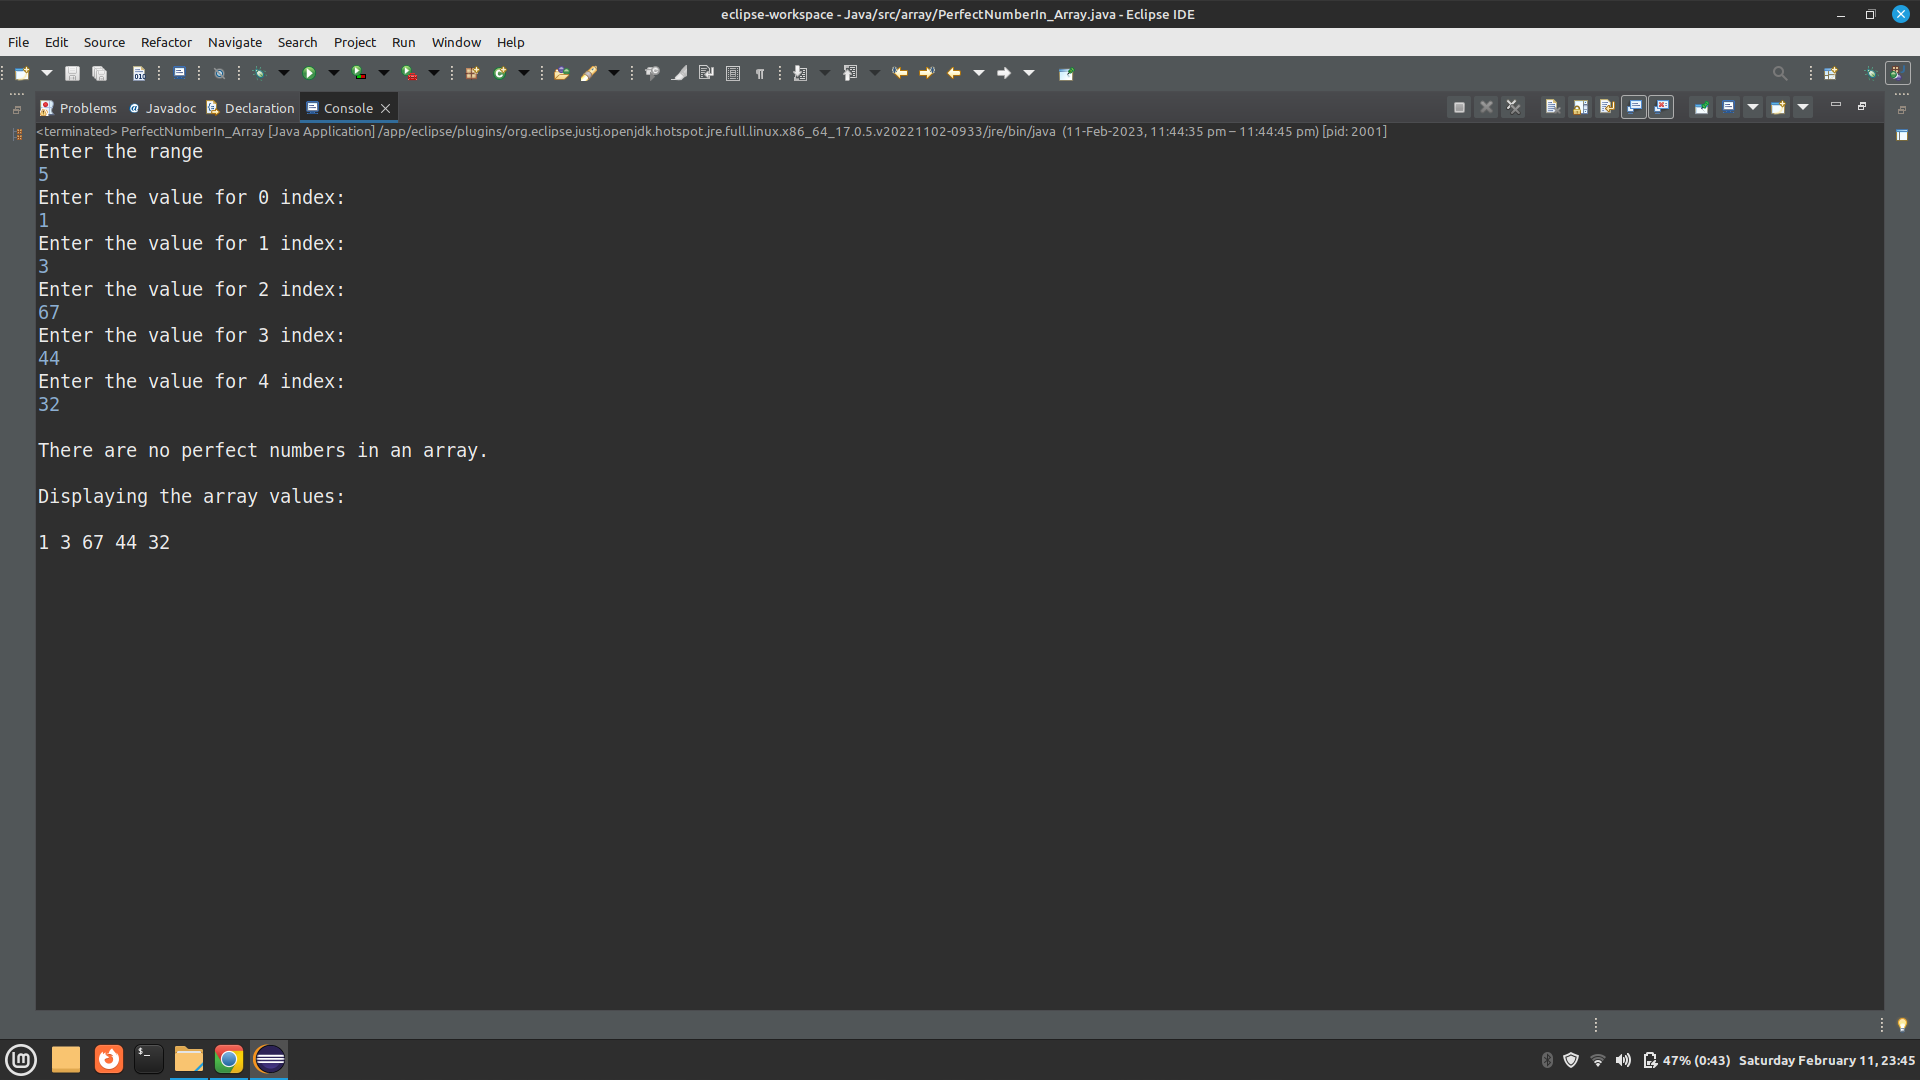 eclipse-workspace - Java/src/array/PerfectNumberIn_Array.java - Eclipse IDE
File Edit Source Refactor Navigate Search Project Run Window Help
Problems Javadoc Declaration Console
<terminated> PerfectNumberIn_Array [Java Application] /app/eclipse/plugins/org.eclipse.justj.openjdk.hotspot.jre.full.linux.x86_64_17.0.5.v20221102-0933/jre/bin/java (11-Feb-2023, 11:44:35 pm – 11:44:45 pm) [pid: 2001]
Enter the range
5
Enter the value for 0 index:
1
Enter the value for 1 index:
3
Enter the value for 2 index:
67
Enter the value for 3 index:
44
Enter the value for 4 index:
32
There are no perfect numbers in an array.
Displaying the array values:
1 3 67 44 32
47% (0:43) Saturday February 11, 23:45